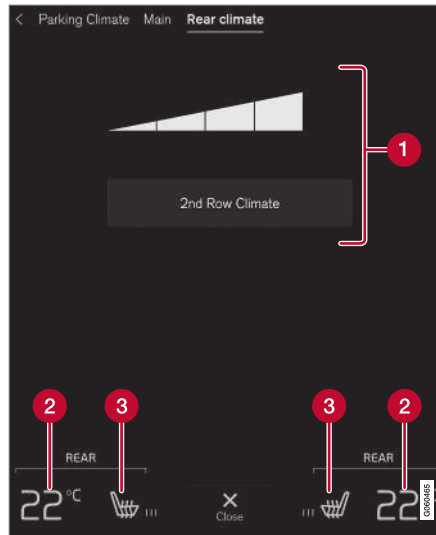 < Parking Climate Main Rear climate
1
2nd Row Climate
2 3 3 2
REAR REAR
22°C 22°
Close
G060465